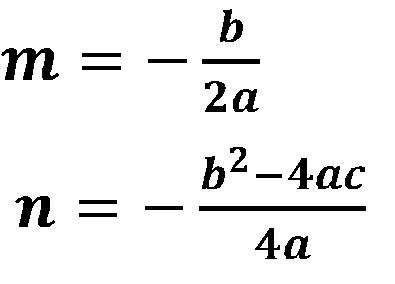 m = − b/2a
n = − b²−4ac/4a